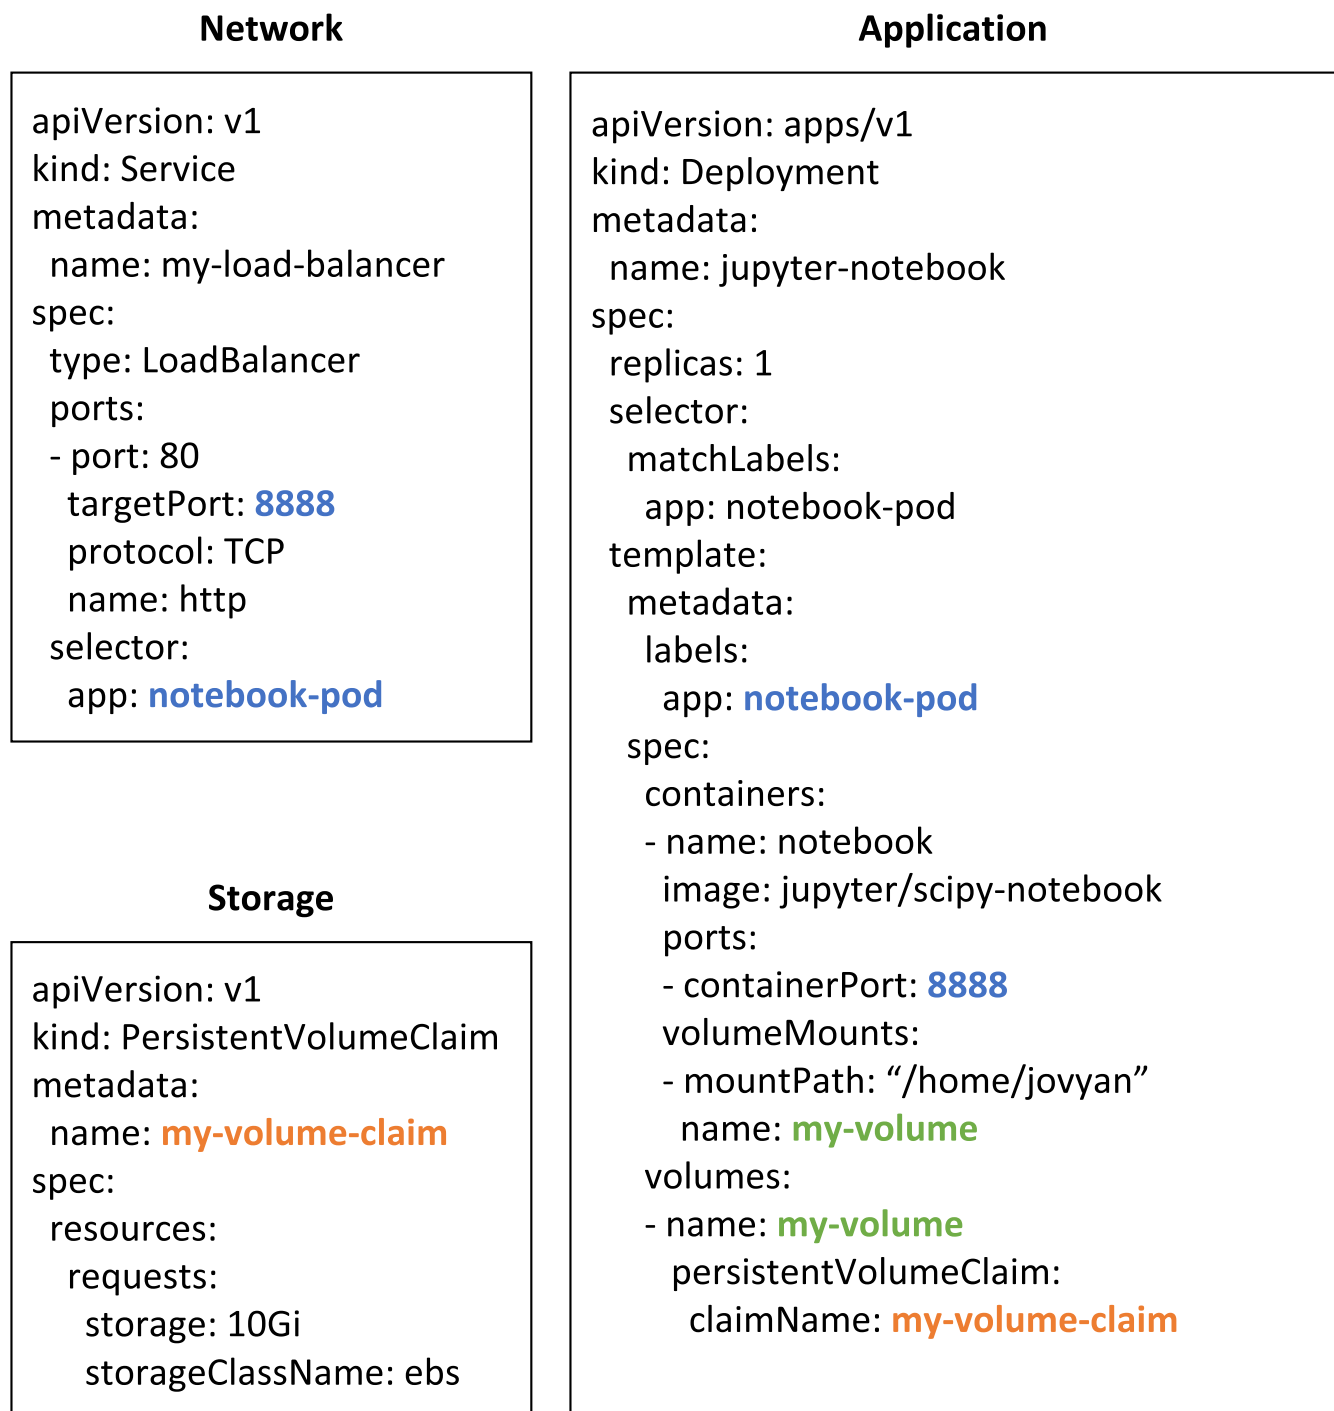 Network
apiVersion: v1
kind: Service
metadata:
  name: my-load-balancer
spec:
  type: LoadBalancer
  ports:
  - port: 80
    targetPort: 8888
    protocol: TCP
    name: http
  selector:
    app: notebook-pod
Storage
apiVersion: v1
kind: PersistentVolumeClaim
metadata:
  name: my-volume-claim
spec:
  resources:
    requests:
      storage: 10Gi
      storageClassName: ebs
Application
apiVersion: apps/v1
kind: Deployment
metadata:
  name: jupyter-notebook
spec:
  replicas: 1
  selector:
    matchLabels:
      app: notebook-pod
  template:
    metadata:
      labels:
        app: notebook-pod
    spec:
      containers:
      - name: notebook
        image: jupyter/scipy-notebook
        ports:
        - containerPort: 8888
        volumeMounts:
        - mountPath: “/home/jovyan”
          name: my-volume
      volumes:
      - name: my-volume
         persistentVolumeClaim:
           claimName: my-volume-claim